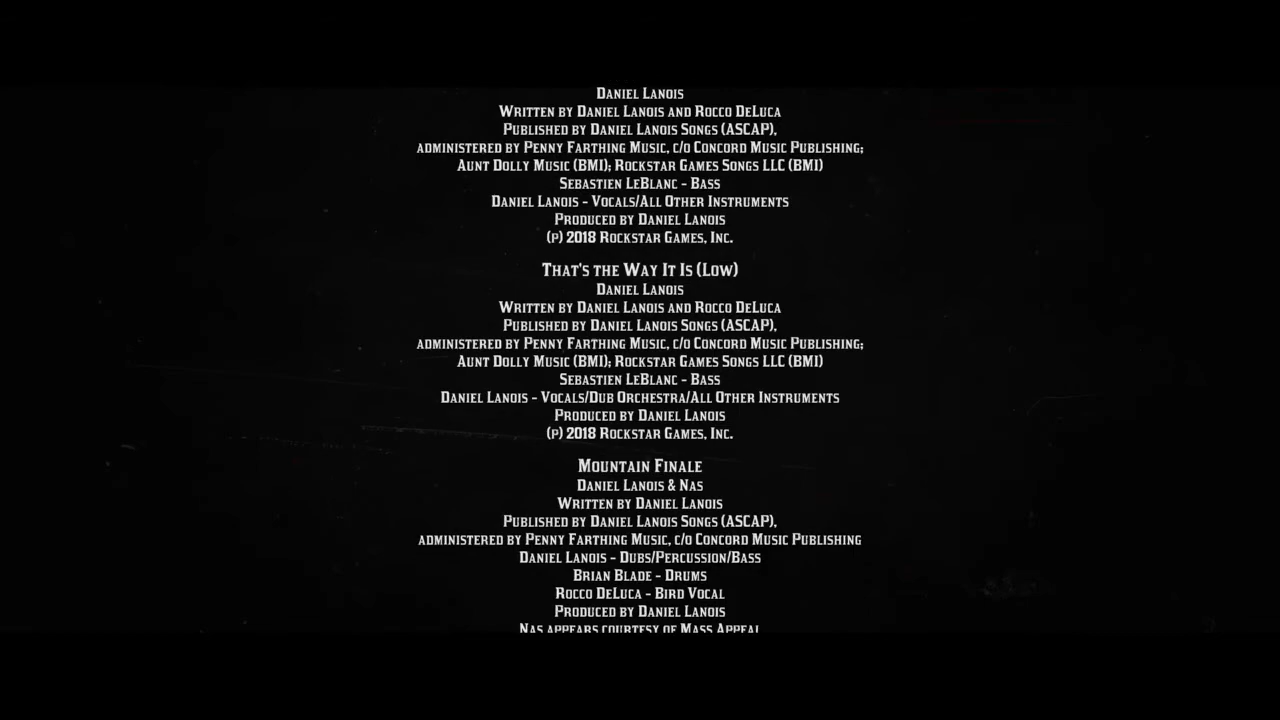 Daniel Lanois
Written by Daniel Lanois and Rocco DeLuca
Published by Daniel Lanois Songs (ASCAP),
administered by Penny Farthing Music, c/o Concord Music Publishing;
Aunt Dolly Music (BMI); Rockstar Games Songs LLC (BMI)
Sebastien LeBlanc - Bass
Daniel Lanois - Vocals/All Other Instruments
Produced by Daniel Lanois
(P) 2018 Rockstar Games, Inc.
That's the Way It Is (Low)
Daniel Lanois
Written by Daniel Lanois and Rocco DeLuca
Published by Daniel Lanois Songs (ASCAP),
administered by Penny Farthing Music, c/o Concord Music Publishing;
Aunt Dolly Music (BMI); Rockstar Games Songs LLC (BMI)
Sebastien LeBlanc - Bass
Daniel Lanois - Vocals/Dub Orchestra/All Other Instruments
Produced by Daniel Lanois
(P) 2018 Rockstar Games, Inc.
Mountain Finale
Daniel Lanois & Nas
Written by Daniel Lanois
Published by Daniel Lanois Songs (ASCAP),
administered by Penny Farthing Music, c/o Concord Music Publishing
Daniel Lanois - Dubs/Percussion/Bass
Brian Blade - Drums
Rocco DeLuca - Bird Vocal
Produced by Daniel Lanois
Nas appears courtesy of Mass Appeal